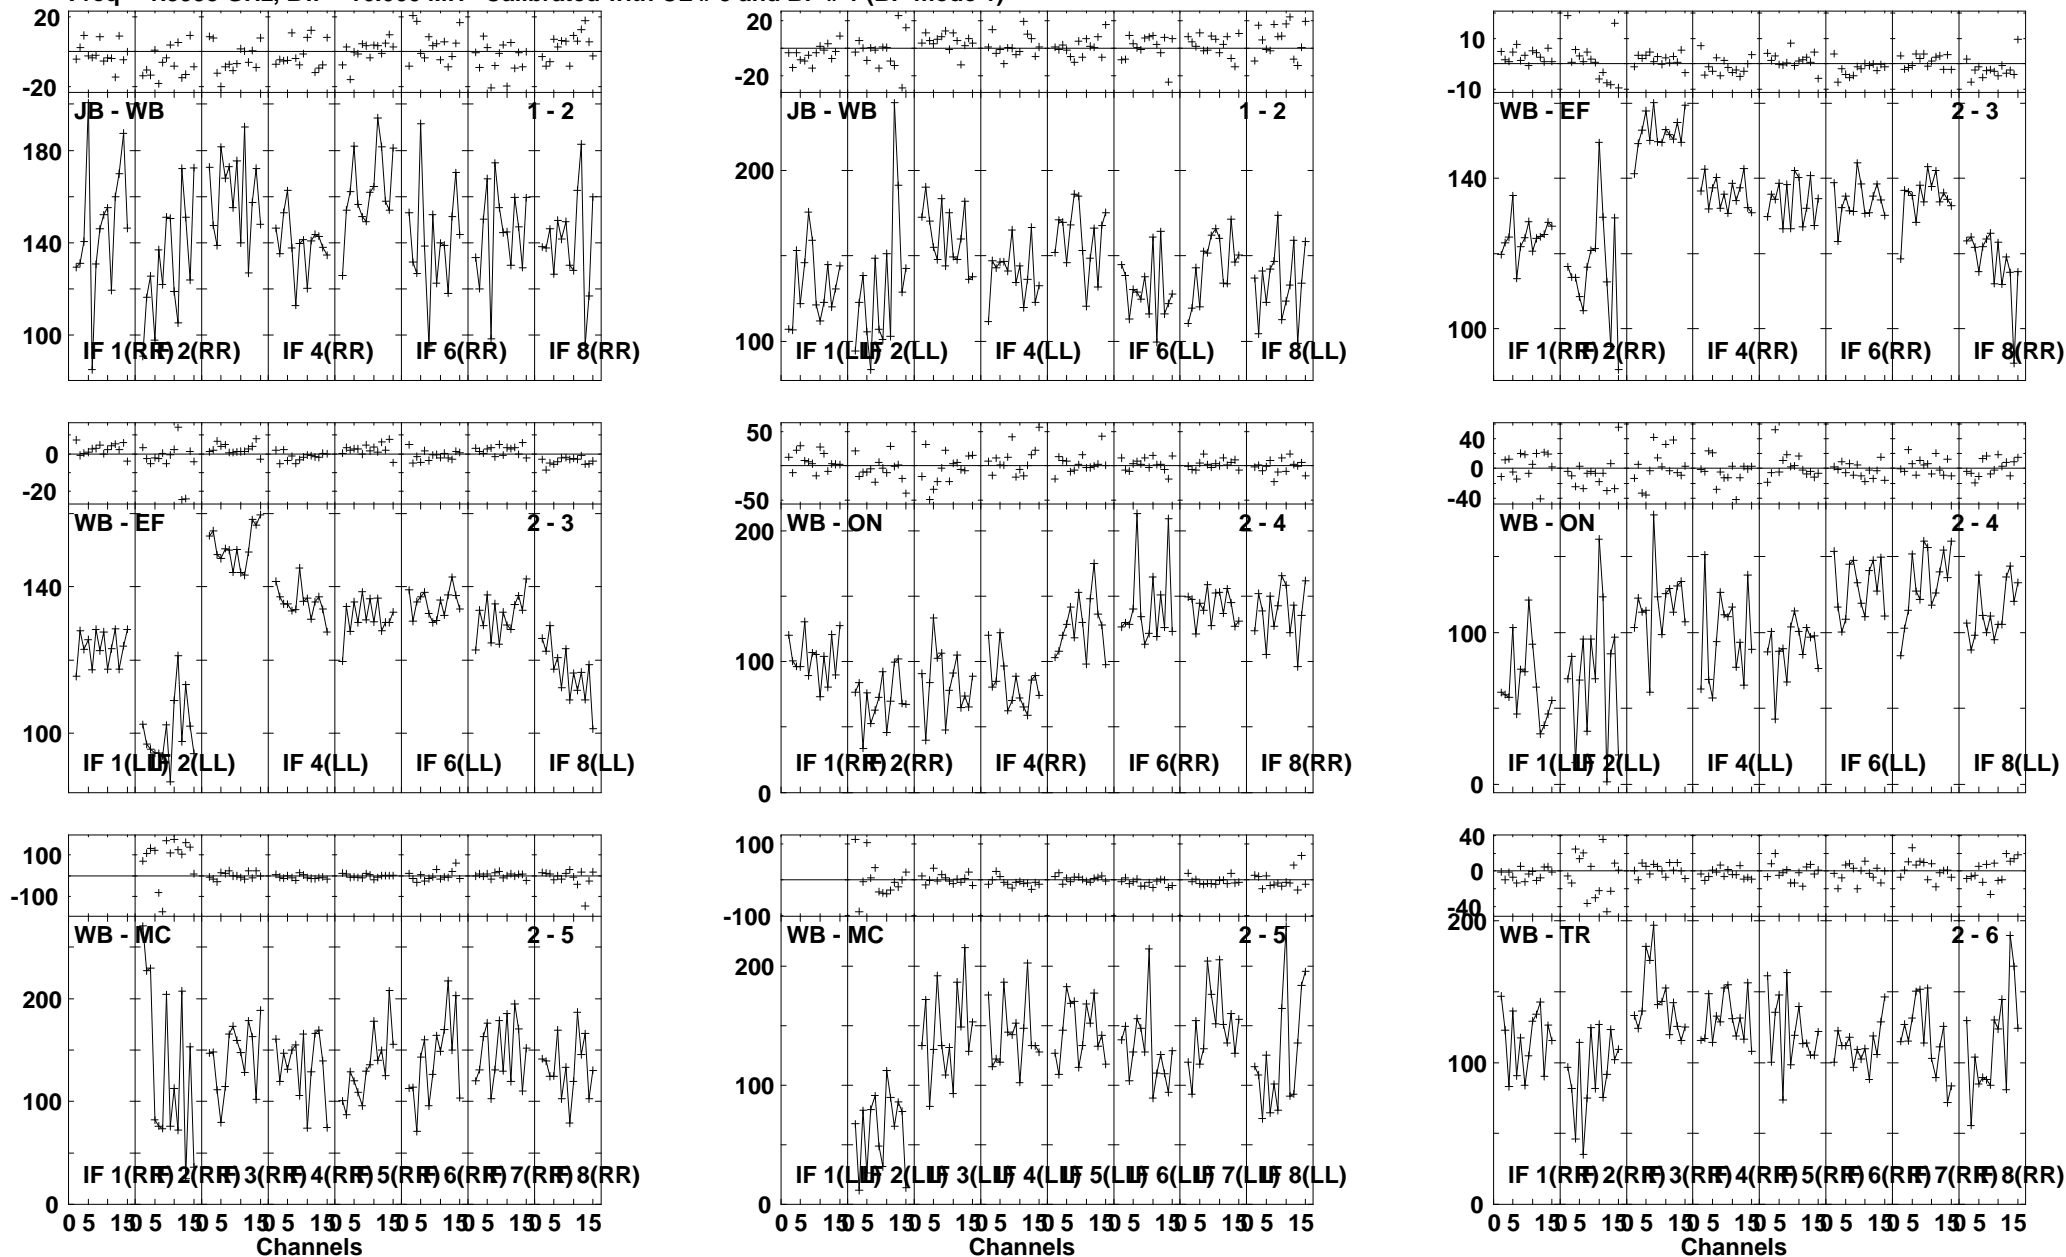 JB - WB 1 - 2
20
0
-20
180
140
100
IF 1(RR) IF 2(RR) IF 4(RR) IF 6(RR) IF 8(RR)
JB - WB 1 - 2
20
0
-20
200
100
IF 1(LL) IF 2(LL) IF 4(LL) IF 6(LL) IF 8(LL)
WB - EF 2 - 3
10
0
-10
140
100
IF 1(RR) IF 2(RR) IF 4(RR) IF 6(RR) IF 8(RR)
WB - EF 2 - 3
0
-20
140
100
IF 1(LL) IF 2(LL) IF 4(LL) IF 6(LL) IF 8(LL)
WB - ON 2 - 4
50
0
-50
200
100
0
IF 1(RR) IF 2(RR) IF 4(RR) IF 6(RR) IF 8(RR)
WB - ON 2 - 4
40
0
-40
100
0
IF 1(LL) IF 2(LL) IF 4(LL) IF 6(LL) IF 8(LL)
WB - MC 2 - 5
100
-100
200
100
0
IF 1(RR) IF 2(RR) IF 3(RR) IF 4(RR) IF 5(RR) IF 6(RR) IF 7(RR) IF 8(RR)
0 5 15 0 5 15 0 5 15 0 5 15 0 5 15 0 5 15 0 5 15 0 5 15
Channels
WB - MC 2 - 5
100
-100
200
100
0
IF 1(LL) IF 2(LL) IF 3(LL) IF 4(LL) IF 5(LL) IF 6(LL) IF 7(LL) IF 8(LL)
0 5 15 0 5 15 0 5 15 0 5 15 0 5 15 0 5 15 0 5 15 0 5 15
Channels
WB - TR 2 - 6
40
0
-40
200
100
0
IF 1(RR) IF 2(RR) IF 3(RR) IF 4(RR) IF 5(RR) IF 6(RR) IF 7(RR) IF 8(RR)
0 5 15 0 5 15 0 5 15 0 5 15 0 5 15 0 5 15 0 5 15 0 5 15
Channels